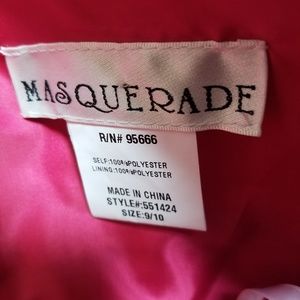 MASQUERADE
R/N# 95666
SELF:100%POLYESTER
LINING:100%POLYESTER
MADE IN CHINA
STYLE#:551424
SIZE:9/10